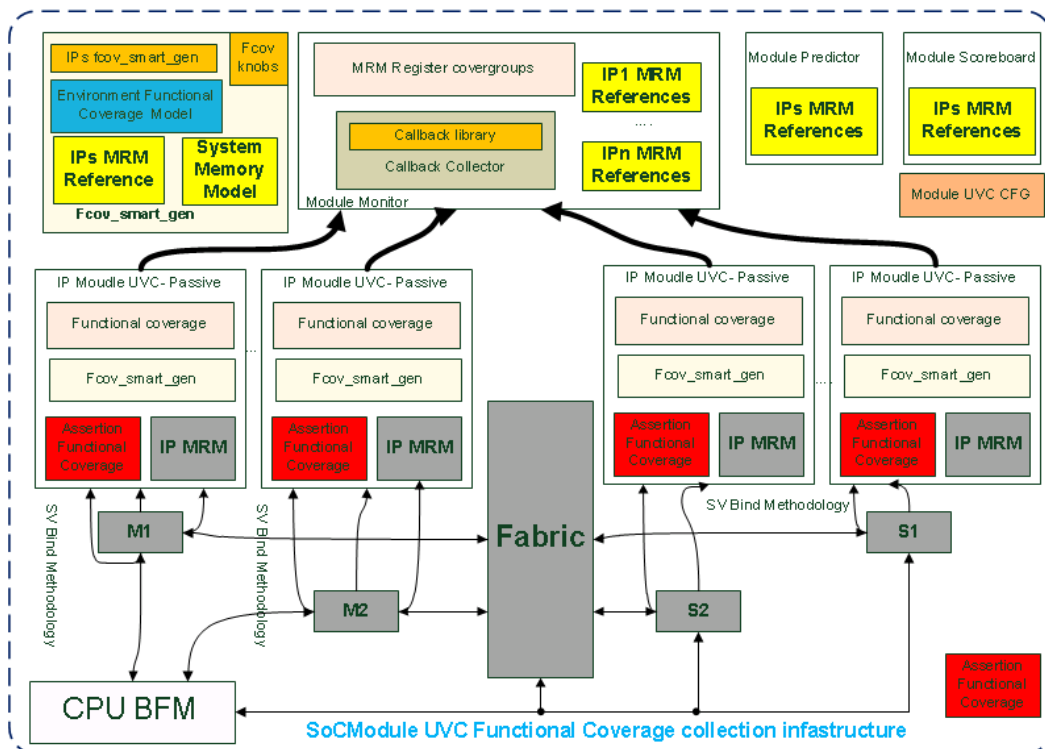 IPs fcov_smart_gen
Fcov
knobs
Environment Functional
Coverage Model
IPs MRM
Reference
System
Memory
Model
Fcov_smart_gen
MRM Register covergroups
IP1 MRM
References
....
Callback library
Callback Collector
IPn MRM
References
Module Monitor
Module Predictor
IPs MRM
References
Module Scoreboard
IPs MRM
References
Module UVC CFG
IP Moudle UVC- Passive
Functional coverage
Fcov_smart_gen
Assertion
Functional
Coverage
IP MRM
...
IP Moudle UVC- Passive
Functional coverage
Fcov_smart_gen
Assertion
Functional
Coverage
IP MRM
IP Moudle UVC- Passive
Functional coverage
Fcov_smart_gen
Assertion
Functional
Coverage
IP MRM
....
IP Moudle UVC- Passive
Functional coverage
Fcov_smart_gen
Assertion
Functional
Coverage
IP MRM
SV Bind Methodology
M1
SV Bind Methodology
M2
Fabric
SV Bind Methodology
S1
S2
CPU BFM
Assertion
Functional
Coverage
SoCModule UVC Functional Coverage collection infastructure